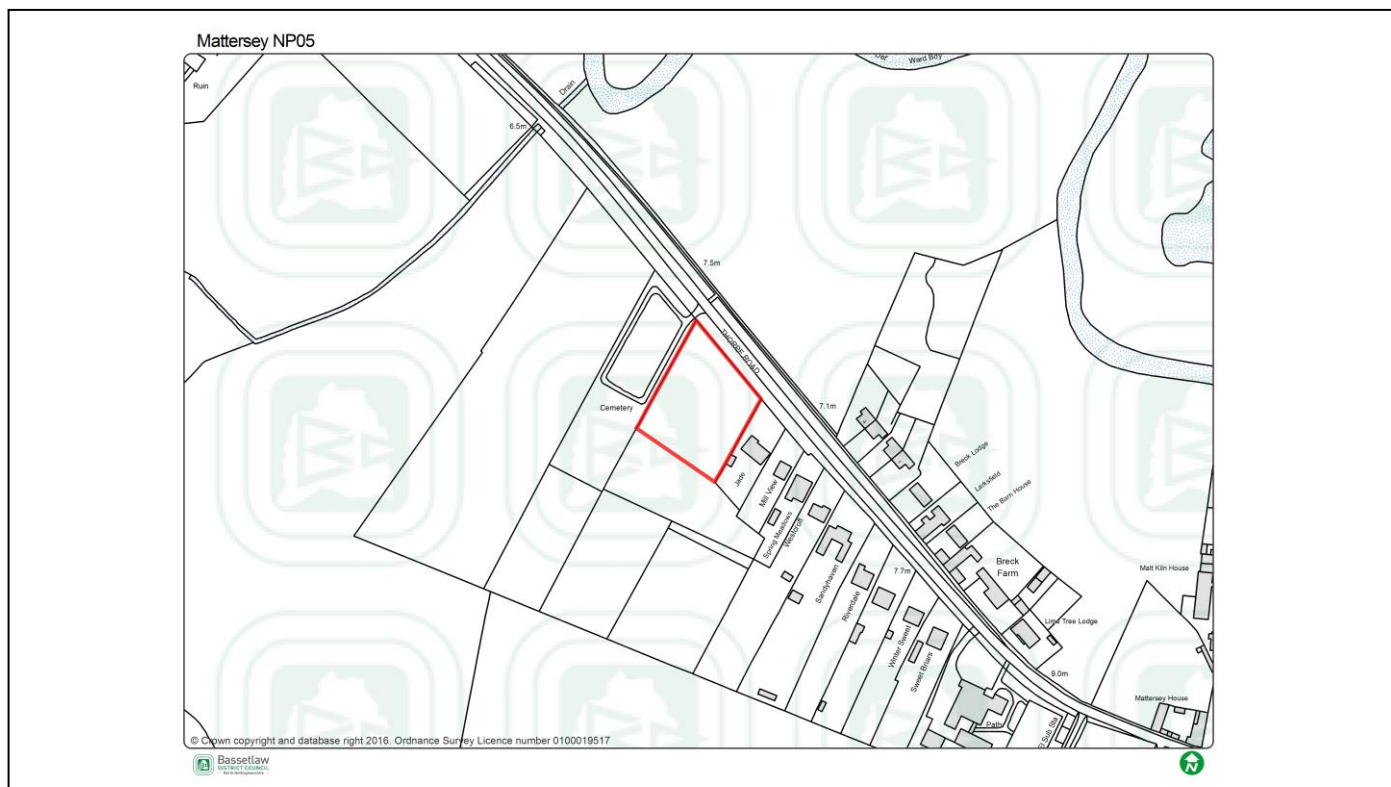 Mattersey NP05
Ruin
Drain
Ward Bay
6.5m
7.5m
THORPE ROAD
Cemetery
7.1m
Jade
Mill View
Spring Meadows
Westcroft
Sandyhaven
Riverdale
Winter Sweet
Sweet Briars
7.7m
Breck Lodge
Larksfield
The Barn House
Breck
Farm
Lime Tree Lodge
Malt Kiln House
9.0m
Mattersey House
Path
El Sub Sta
© Crown copyright and database right 2016. Ordnance Survey Licence number 0100019517
Bassetlaw
DISTRICT COUNCIL
North Nottinghamshire
N